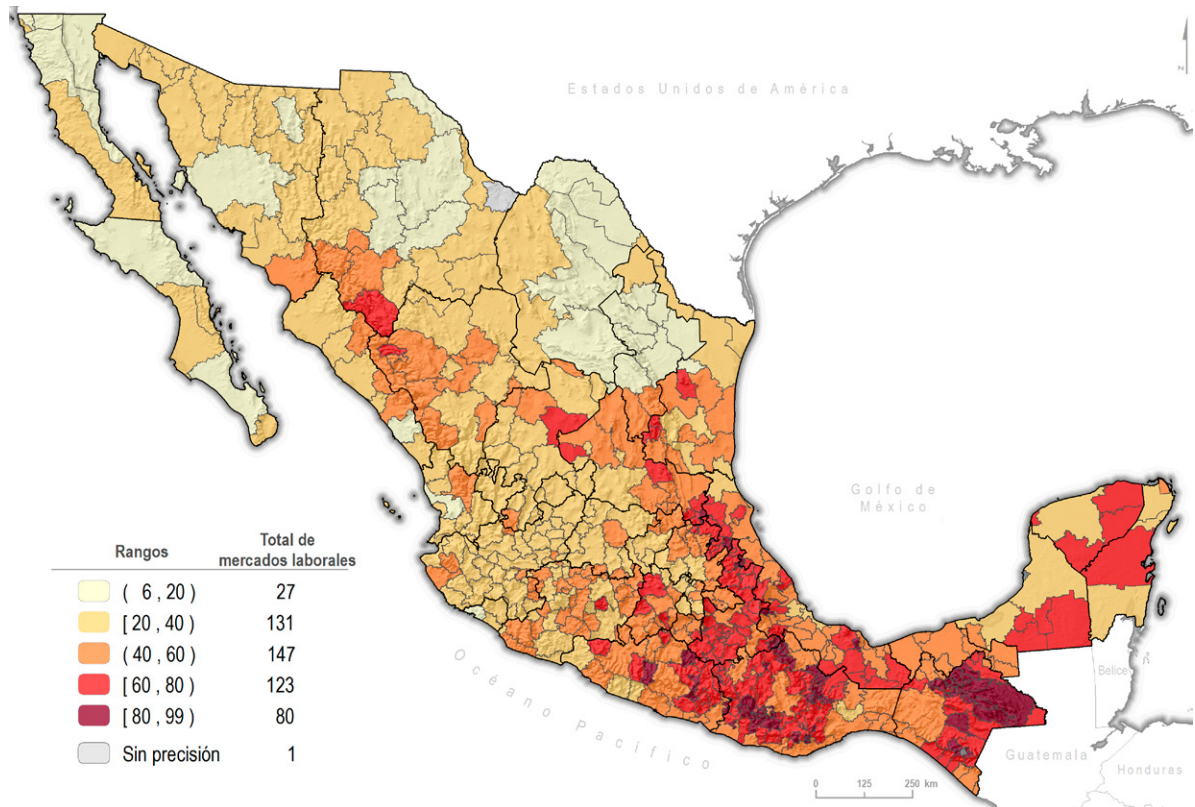 N
Estados Unidos de América
Golfo de
México
Rangos
Total de
mercados laborales
( 6 , 20 ) 27
[ 20 , 40 ) 131
( 40 , 60 ) 147
[ 60 , 80 ) 123
[ 80 , 99 ) 80
Sin precisión 1
Océano Pacífico
Belice
Guatemala
Honduras
0 125 250 km